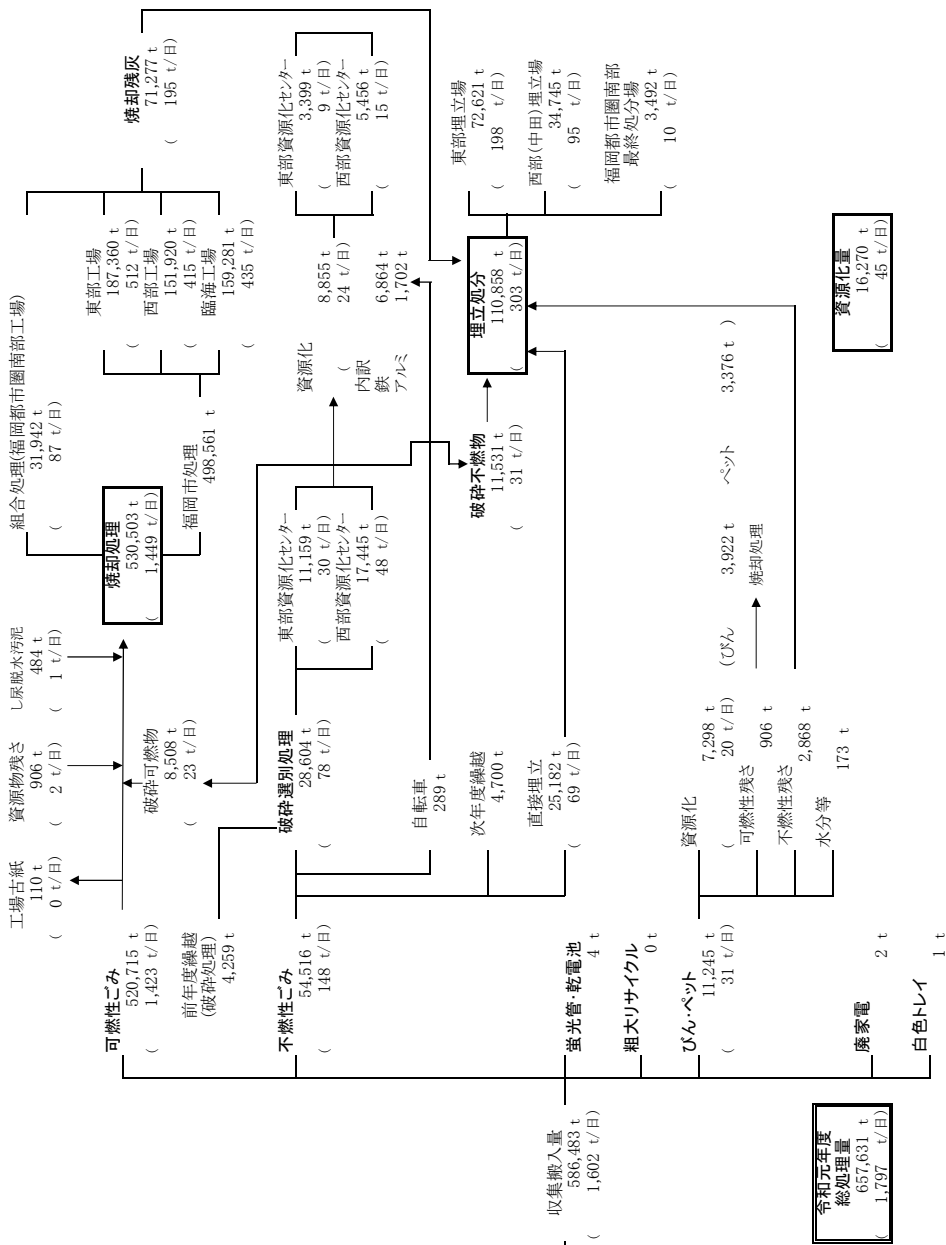 工場古紙
110 t
( 0 t/日)
資源物残さ
906 t
( 2 t/日)
し尿脱水汚泥
484 t
( 1 t/日)
組合処理(福岡都市圏南部工場)
31,942 t
( 87 t/日)
焼却残灰
71,277 t
( 195 t/日)
可燃性ごみ
520,715 t
( 1,423 t/日)
焼却処理
530,503 t
( 1,449 t/日)
東部工場
187,360 t
( 512 t/日)
西部工場
151,920 t
( 415 t/日)
臨海工場
159,281 t
( 435 t/日)
破砕可燃物
8,508 t
( 23 t/日)
福岡市処理
498,561 t
前年度繰越
(破砕処理)
4,259 t
破砕選別処理
28,604 t
( 78 t/日)
不燃性ごみ
54,516 t
( 148 t/日)
東部資源化センター
11,159 t
( 30 t/日)
西部資源化センター
17,445 t
( 48 t/日)
資源化
8,855 t
( 24 t/日)
内訳
鉄 6,864 t
アルミ 1,702 t
東部資源化センター
3,399 t
( 9 t/日)
西部資源化センター
5,456 t
( 15 t/日)
自転車
289 t
次年度繰越
4,700 t
破砕不燃物
11,531 t
( 31 t/日)
埋立処分
110,858 t
( 303 t/日)
東部埋立場
72,621 t
( 198 t/日)
西部(中田)埋立場
34,745 t
( 95 t/日)
福岡都市圏南部
最終処分場
3,492 t
( 10 t/日)
直接埋立
25,182 t
( 69 t/日)
収集搬入量
586,483 t
( 1,602 t/日)
蛍光管・乾電池
4 t
粗大リサイクル
0 t
びん・ペット
11,245 t
( 31 t/日)
資源化 7,298 t (びん 3,922 t ペット 3,376 t )
( 20 t/日)
可燃性残さ 906 t 焼却処理
不燃性残さ 2,868 t
水分等 173 t
廃家電
2 t
白色トレイ
1 t
令和元年度
総処理量
657,631 t
( 1,797 t/日)
資源化量
16,270 t
( 45 t/日)